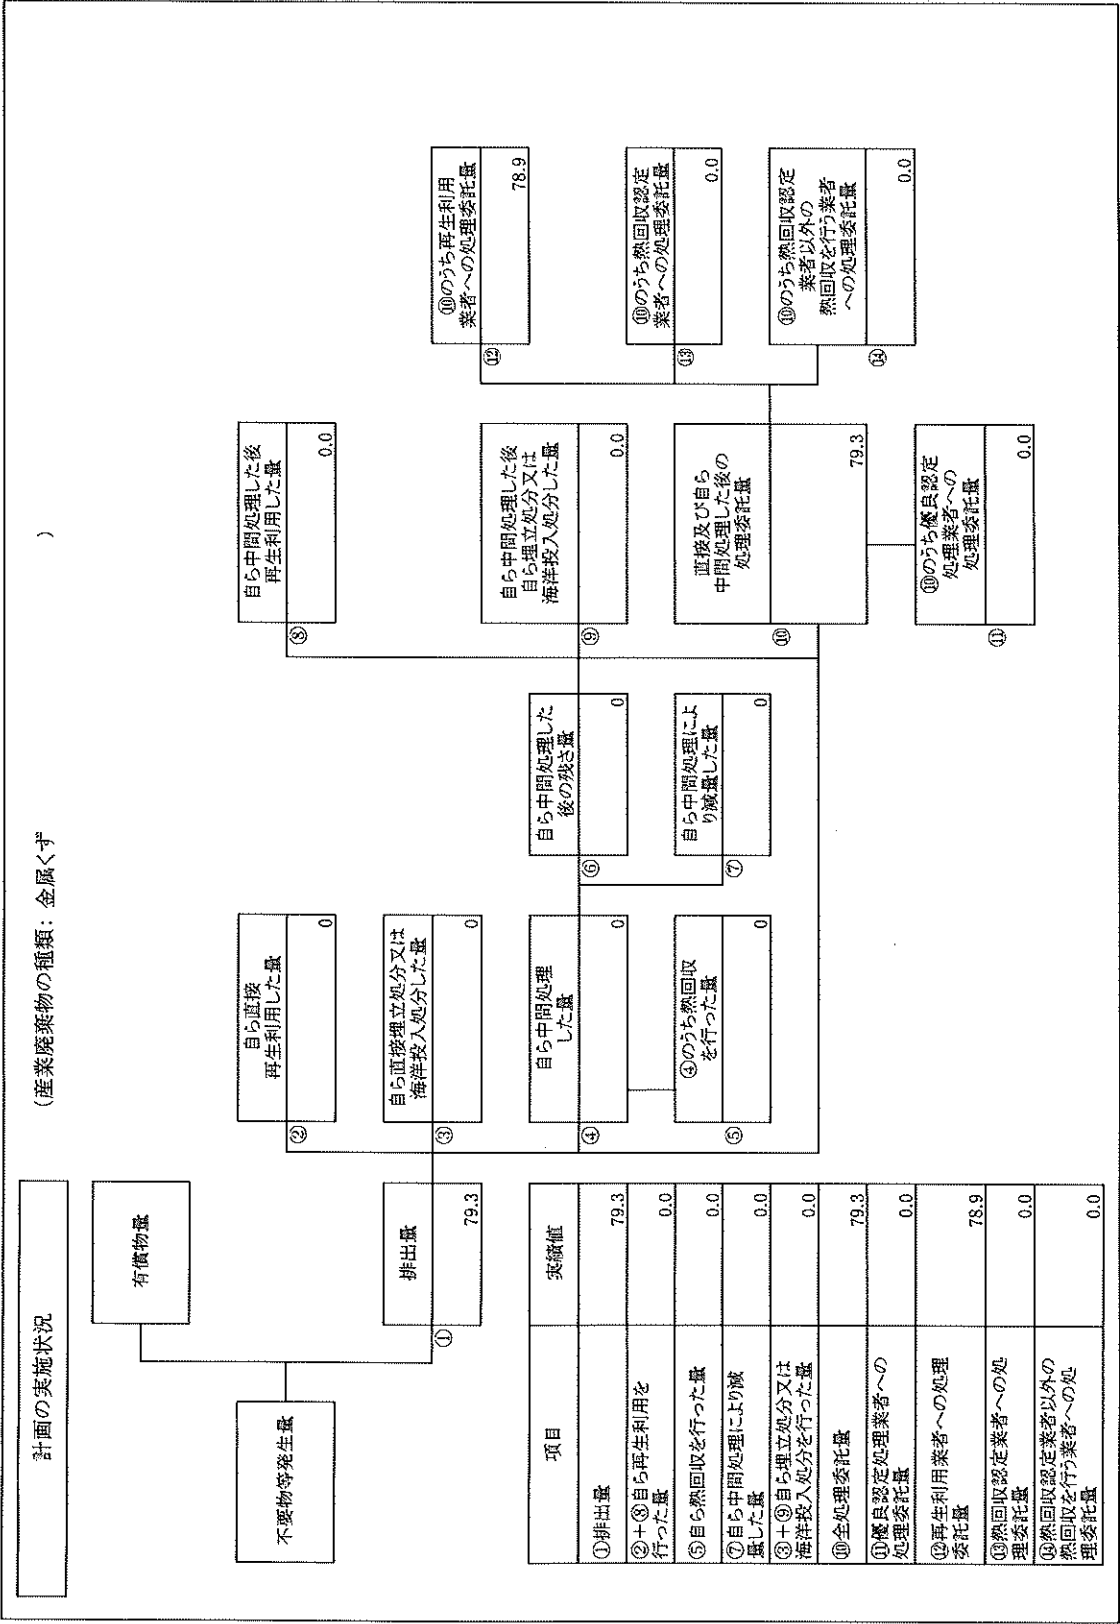 計画の実施状況
(産業廃棄物の種類: 金属くず )
不要物等発生量
有償物量
排出量
① 79.3
自ら直接
再生利用した量
② 0
自ら直接埋立処分又は
海洋投入処分した量
③ 0
自ら中間処理
した量
④ 0
④のうち熱回収
を行った量
⑤ 0
自ら中間処理した
後の残さ量
⑥ 0
自ら中間処理によ
り減量した量
⑦ 0
自ら中間処理した後
再生利用した量
⑧ 0.0
自ら中間処理した後
自ら埋立処分又は
海洋投入処分した量
⑨ 0.0
直接及び自ら
中間処理した後の
処理委託量
⑩ 79.3
⑩のうち優良認定
処理業者への
処理委託量
⑪ 0.0
⑩のうち再生利用
業者への処理委託量
⑫ 78.9
⑩のうち熱回収認定
業者への処理委託量
⑬ 0.0
⑩のうち熱回収認定
業者以外の
熱回収を行う業者
への処理委託量
⑭ 0.0
項目 実績値
①排出量 79.3
②+⑧自ら再生利用を
行った量 0.0
⑤自ら熱回収を行った量 0.0
⑦自ら中間処理により減
量した量 0.0
③+⑨自ら埋立処分又は
海洋投入処分を行った量 0.0
⑩全処理委託量 79.3
⑪優良認定処理業者への
処理委託量 0.0
⑫再生利用業者への処理
委託量 78.9
⑬熱回収認定業者への処
理委託量 0.0
⑭熱回収認定業者以外の
熱回収を行う業者への処
理委託量 0.0